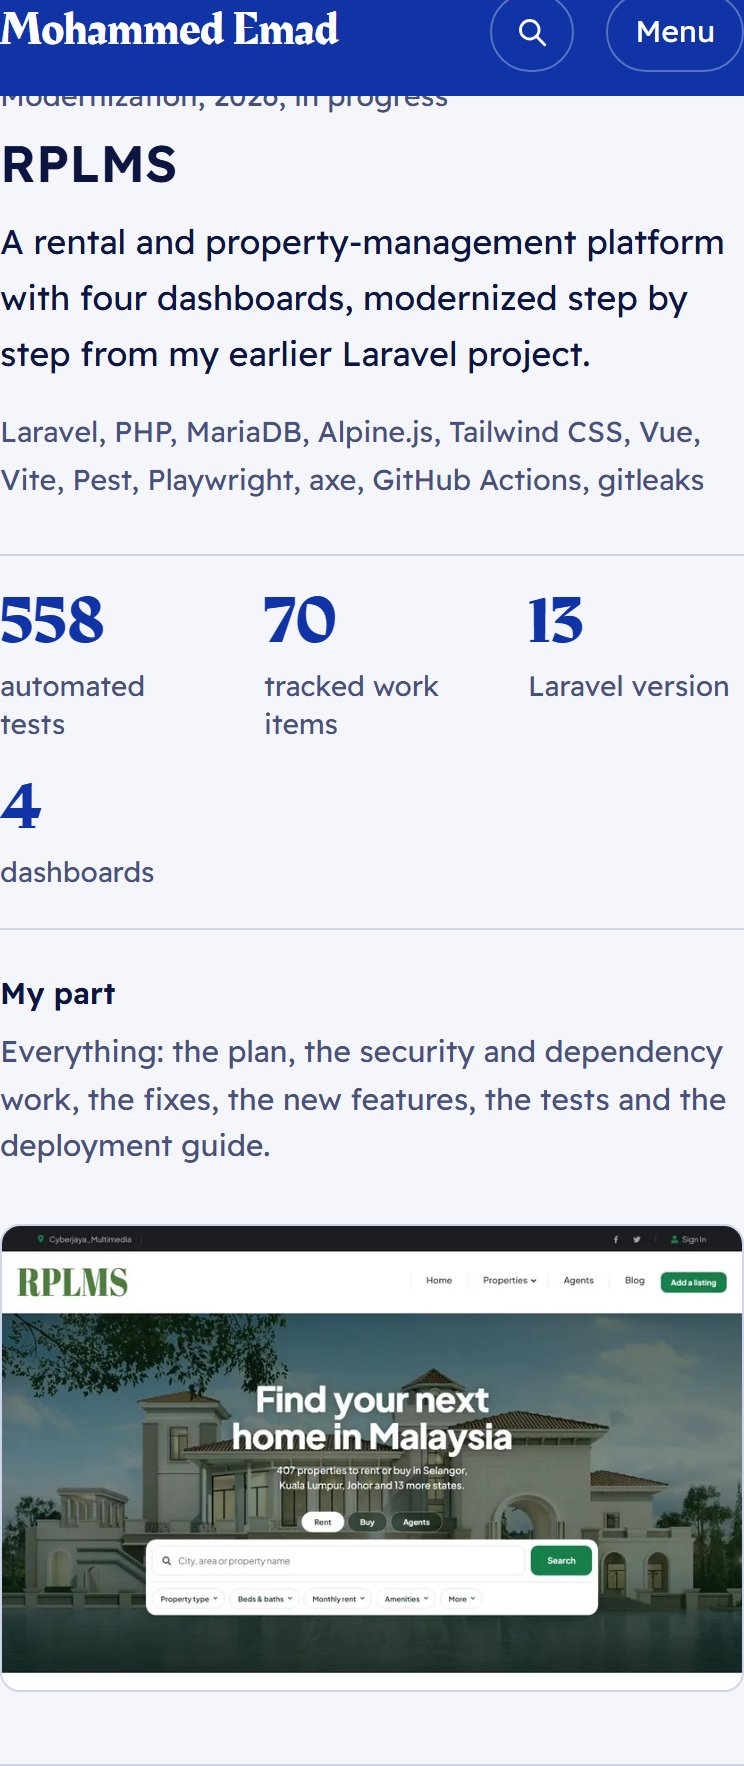 Mohammed Emad
Menu
Modernization, 2026, in progress
RPLMS
A rental and property-management platform
with four dashboards, modernized step by
step from my earlier Laravel project.
Laravel, PHP, MariaDB, Alpine.js, Tailwind CSS, Vue,
Vite, Pest, Playwright, axe, GitHub Actions, gitleaks
558
automated
tests
70
tracked work
items
13
Laravel version
4
dashboards
My part
Everything: the plan, the security and dependency
work, the fixes, the new features, the tests and the
deployment guide.
Cyberjaya_Multimedia
Sign In
RPLMS
Home
Properties
Agents
Blog
Add a listing
Find your next
home in Malaysia
407 properties to rent or buy in Selangor,
Kuala Lumpur, Johor and 13 more states.
Rent
Buy
Agents
City, area or property name
Search
Property type
Beds & baths
Monthly rent
Amenities
More